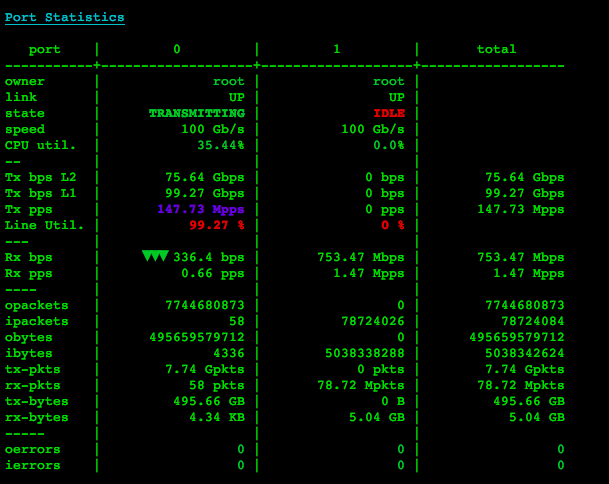 Port Statistics
port | 0 | 1 | total
-----------+--------------------+-------------------+------------------
owner | root | root |
link | UP | UP |
state | TRANSMITTING | IDLE |
speed | 100 Gb/s | 100 Gb/s |
CPU util. | 35.44% | 0.0% |
-- | | |
Tx bps L2 | 75.64 Gbps | 0 bps | 75.64 Gbps
Tx bps L1 | 99.27 Gbps | 0 bps | 99.27 Gbps
Tx pps | 147.73 Mpps | 0 pps | 147.73 Mpps
Line Util. | 99.27 % | 0 % |
--- | | |
Rx bps | ▼▼▼ 336.4 bps | 753.47 Mbps | 753.47 Mbps
Rx pps | 0.66 pps | 1.47 Mpps | 1.47 Mpps
---- | | |
opackets | 7744680873 | 0 | 7744680873
ipackets | 58 | 78724026 | 78724084
obytes | 495659579712 | 0 | 495659579712
ibytes | 4336 | 5038338288 | 5038342624
tx-pkts | 7.74 Gpkts | 0 pkts | 7.74 Gpkts
rx-pkts | 58 pkts | 78.72 Mpkts | 78.72 Mpkts
tx-bytes | 495.66 GB | 0 B | 495.66 GB
rx-bytes | 4.34 KB | 5.04 GB | 5.04 GB
----- | | |
oerrors | 0 | 0 | 0
ierrors | 0 | 0 | 0